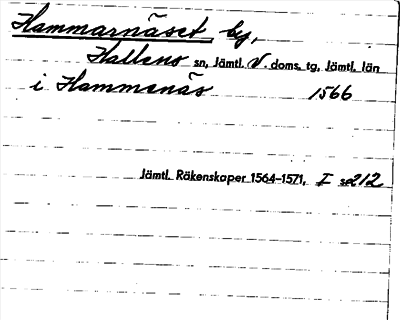 Hammarnäset by,
Hallens sn, Jämtl. V. doms. tg, Jämtl. län
i Hammenäs 1566
Jämtl. Räkenskaper 1564-1571, I s 212